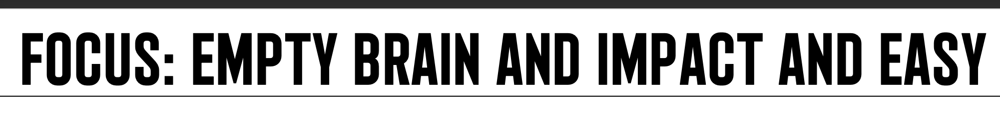 FOCUS: EMPTY BRAIN AND IMPACT AND EASY